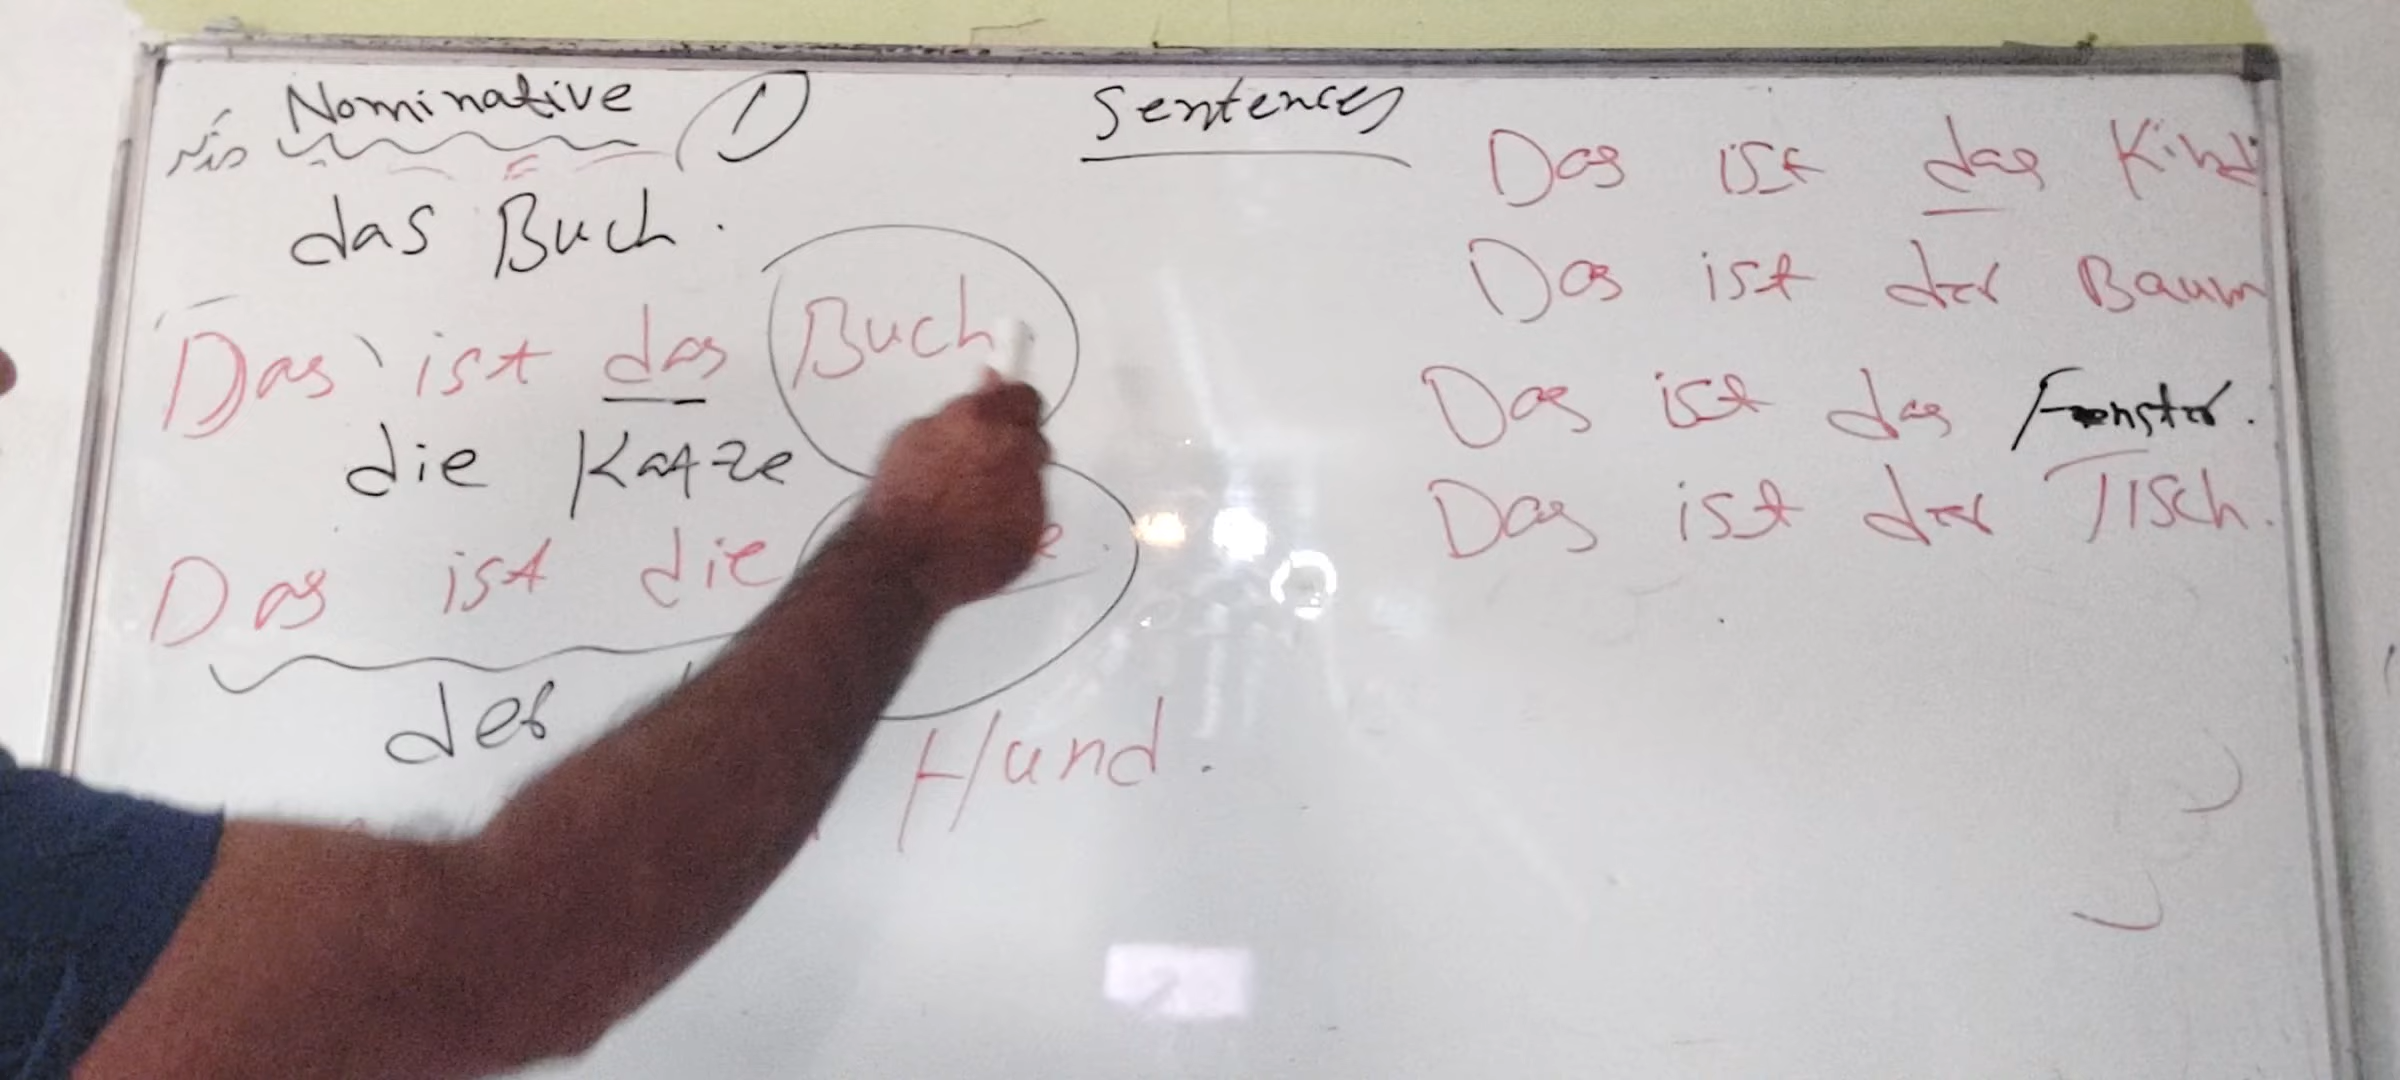 Nominative 1
das Buch.
Das ist das Buch
die Katze
Das ist die e.
der
Hund.
Sentences
Das ist das Kind
Das ist der Baum
Das ist das Fenster.
Das ist der Tisch.